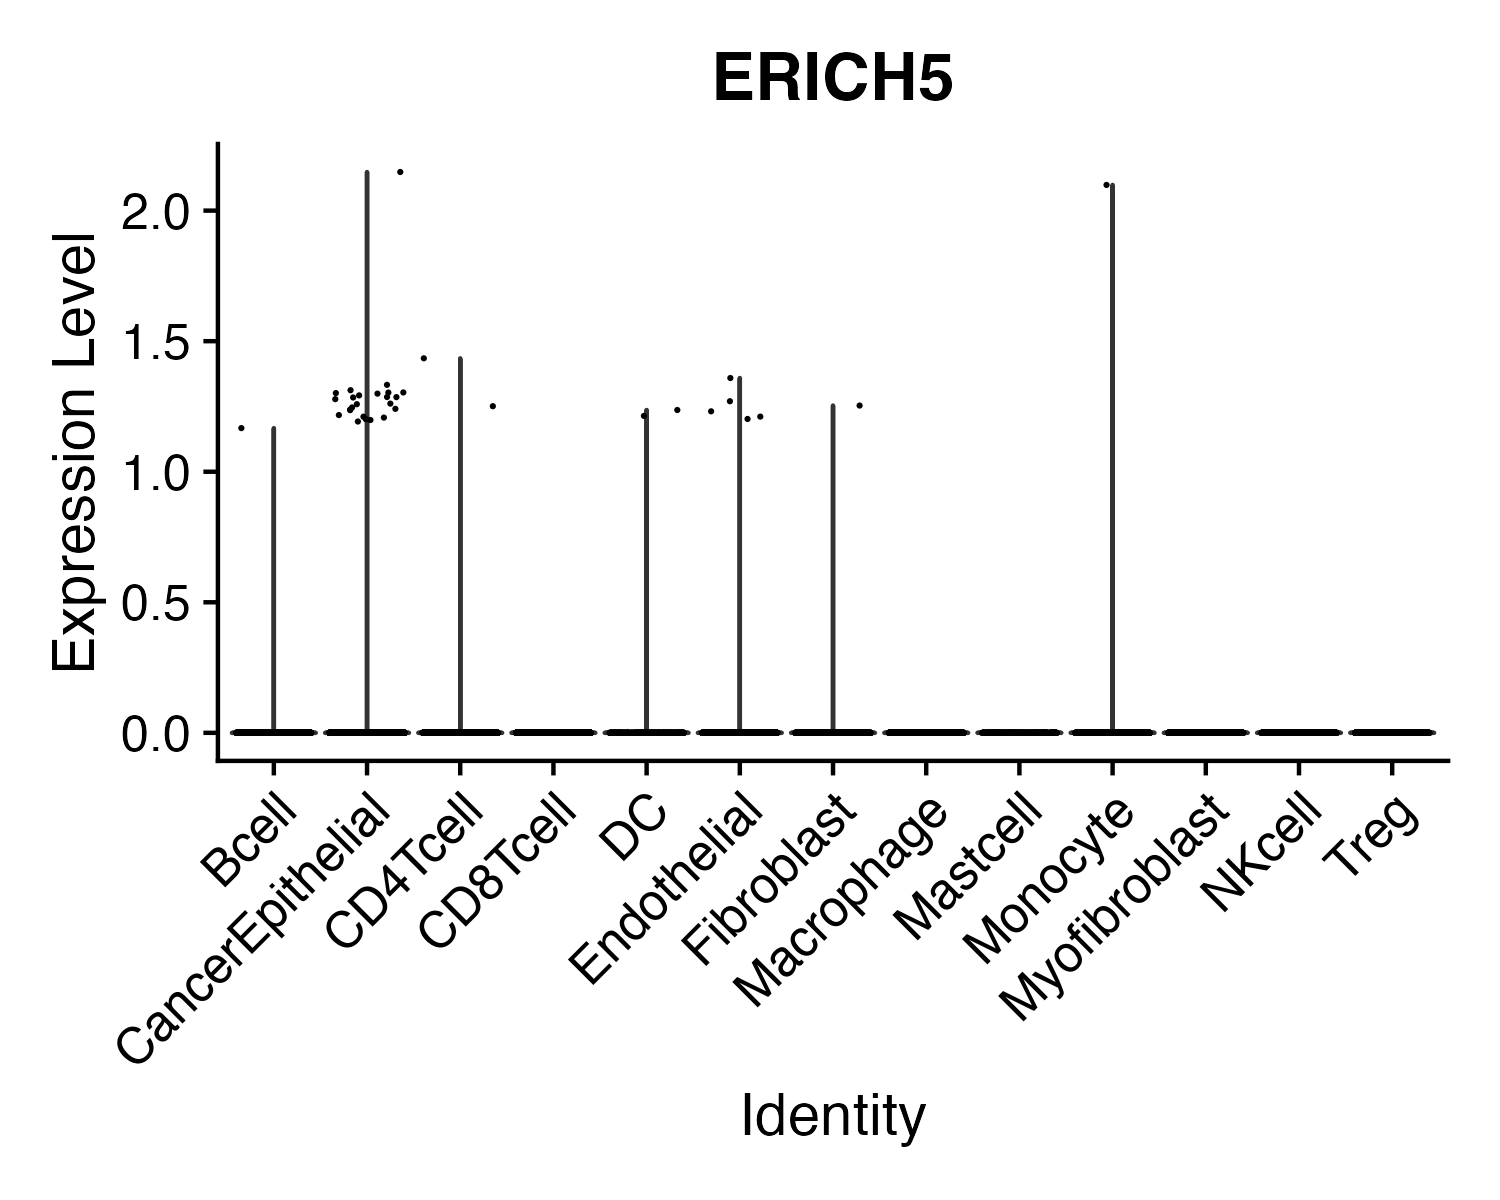 ERICH5
Expression Level
2.0
1.5
1.0
0.5
0.0
Bcell
CancerEpithelial
CD4Tcell
CD8Tcell
DC
Endothelial
Fibroblast
Macrophage
Mastcell
Monocyte
Myofibroblast
NKcell
Treg
Identity